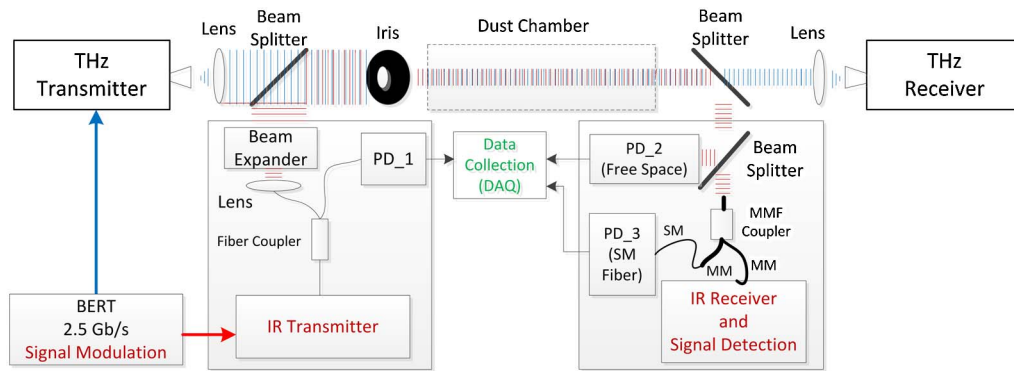 THz
Transmitter
Lens
Beam
Splitter
Iris
Dust Chamber
Beam
Splitter
Lens
THz
Receiver
Beam
Expander
Lens
PD_1
Fiber Coupler
IR Transmitter
BERT
2.5 Gb/s
Signal Modulation
Data
Collection
(DAQ)
PD_2
(Free Space)
Beam
Splitter
PD_3
(SM
Fiber)
SM
MMF
Coupler
MM
MM
IR Receiver
and
Signal Detection